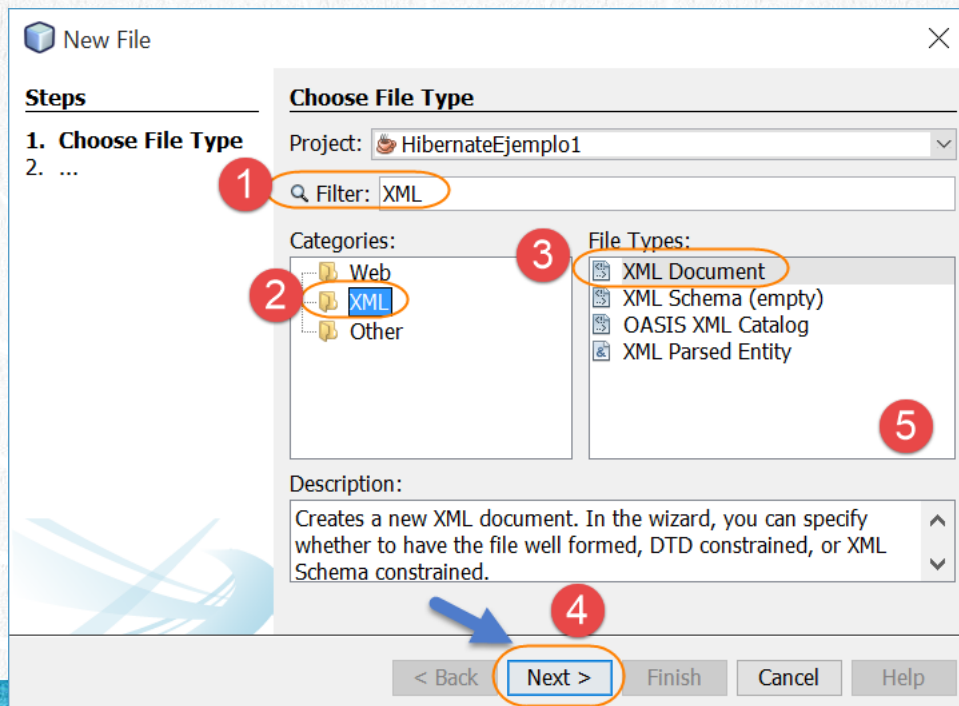 New File
Steps
1. Choose File Type
2. ...
Choose File Type
Project: HibernateEjemplo1
1
Filter: XML
Categories:
Web
2
XML
Other
File Types:
3
XML Document
XML Schema (empty)
OASIS XML Catalog
XML Parsed Entity
5
Description:
Creates a new XML document. In the wizard, you can specify
whether to have the file well formed, DTD constrained, or XML
Schema constrained.
4
< Back
Next >
Finish
Cancel
Help